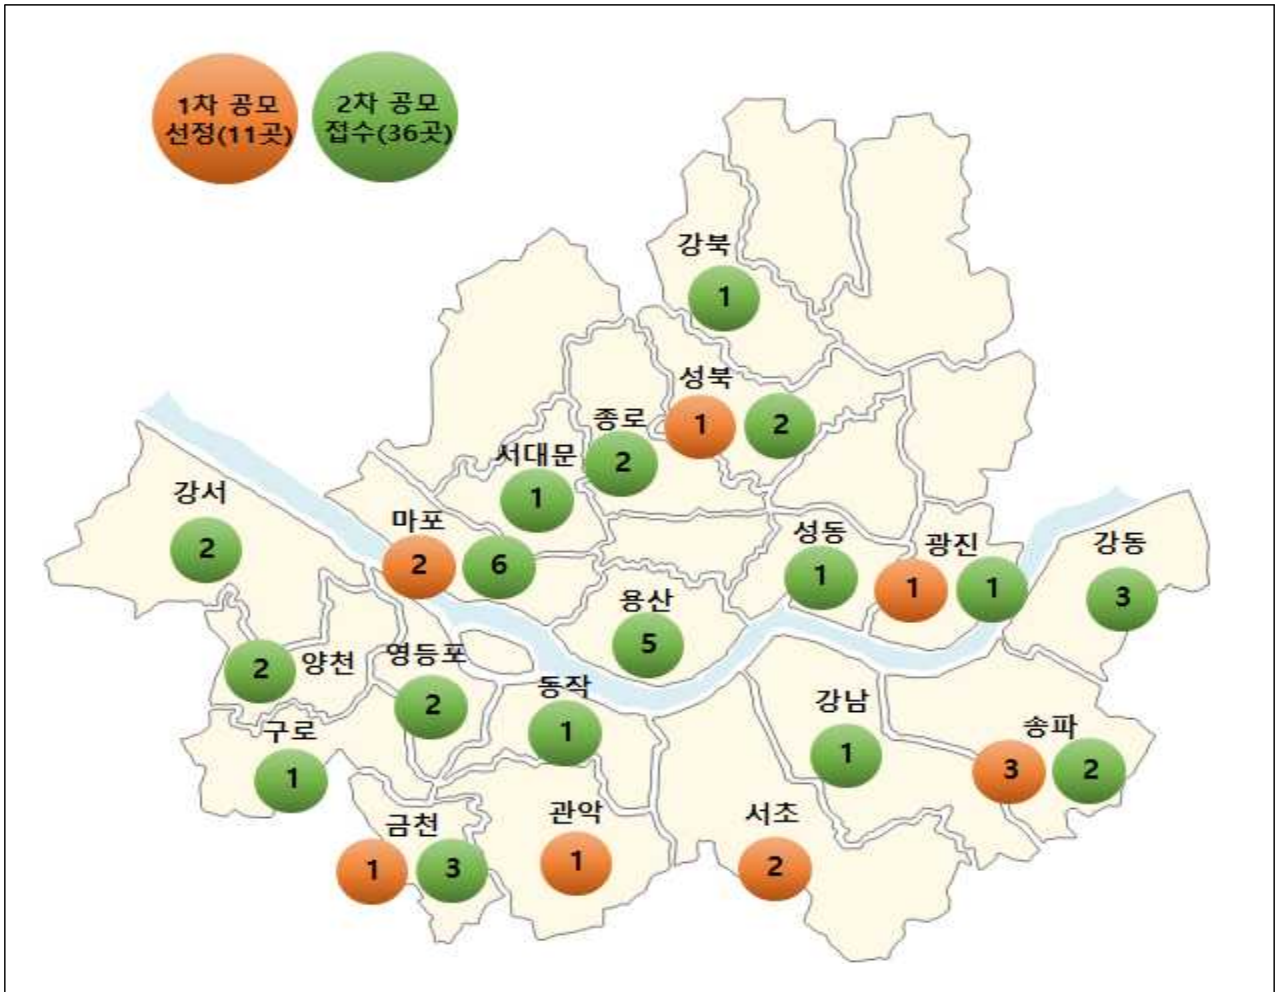 1차 공모
선정(11곳)
2차 공모
접수(36곳)
강북
1
성북
1
2
종로
2
서대문
1
강서
2
마포
2
6
성동
1
광진
1
1
강동
3
용산
5
2
양천
영등포
2
동작
1
강남
1
송파
3
2
구로
1
금천
1
3
관악
1
서초
2